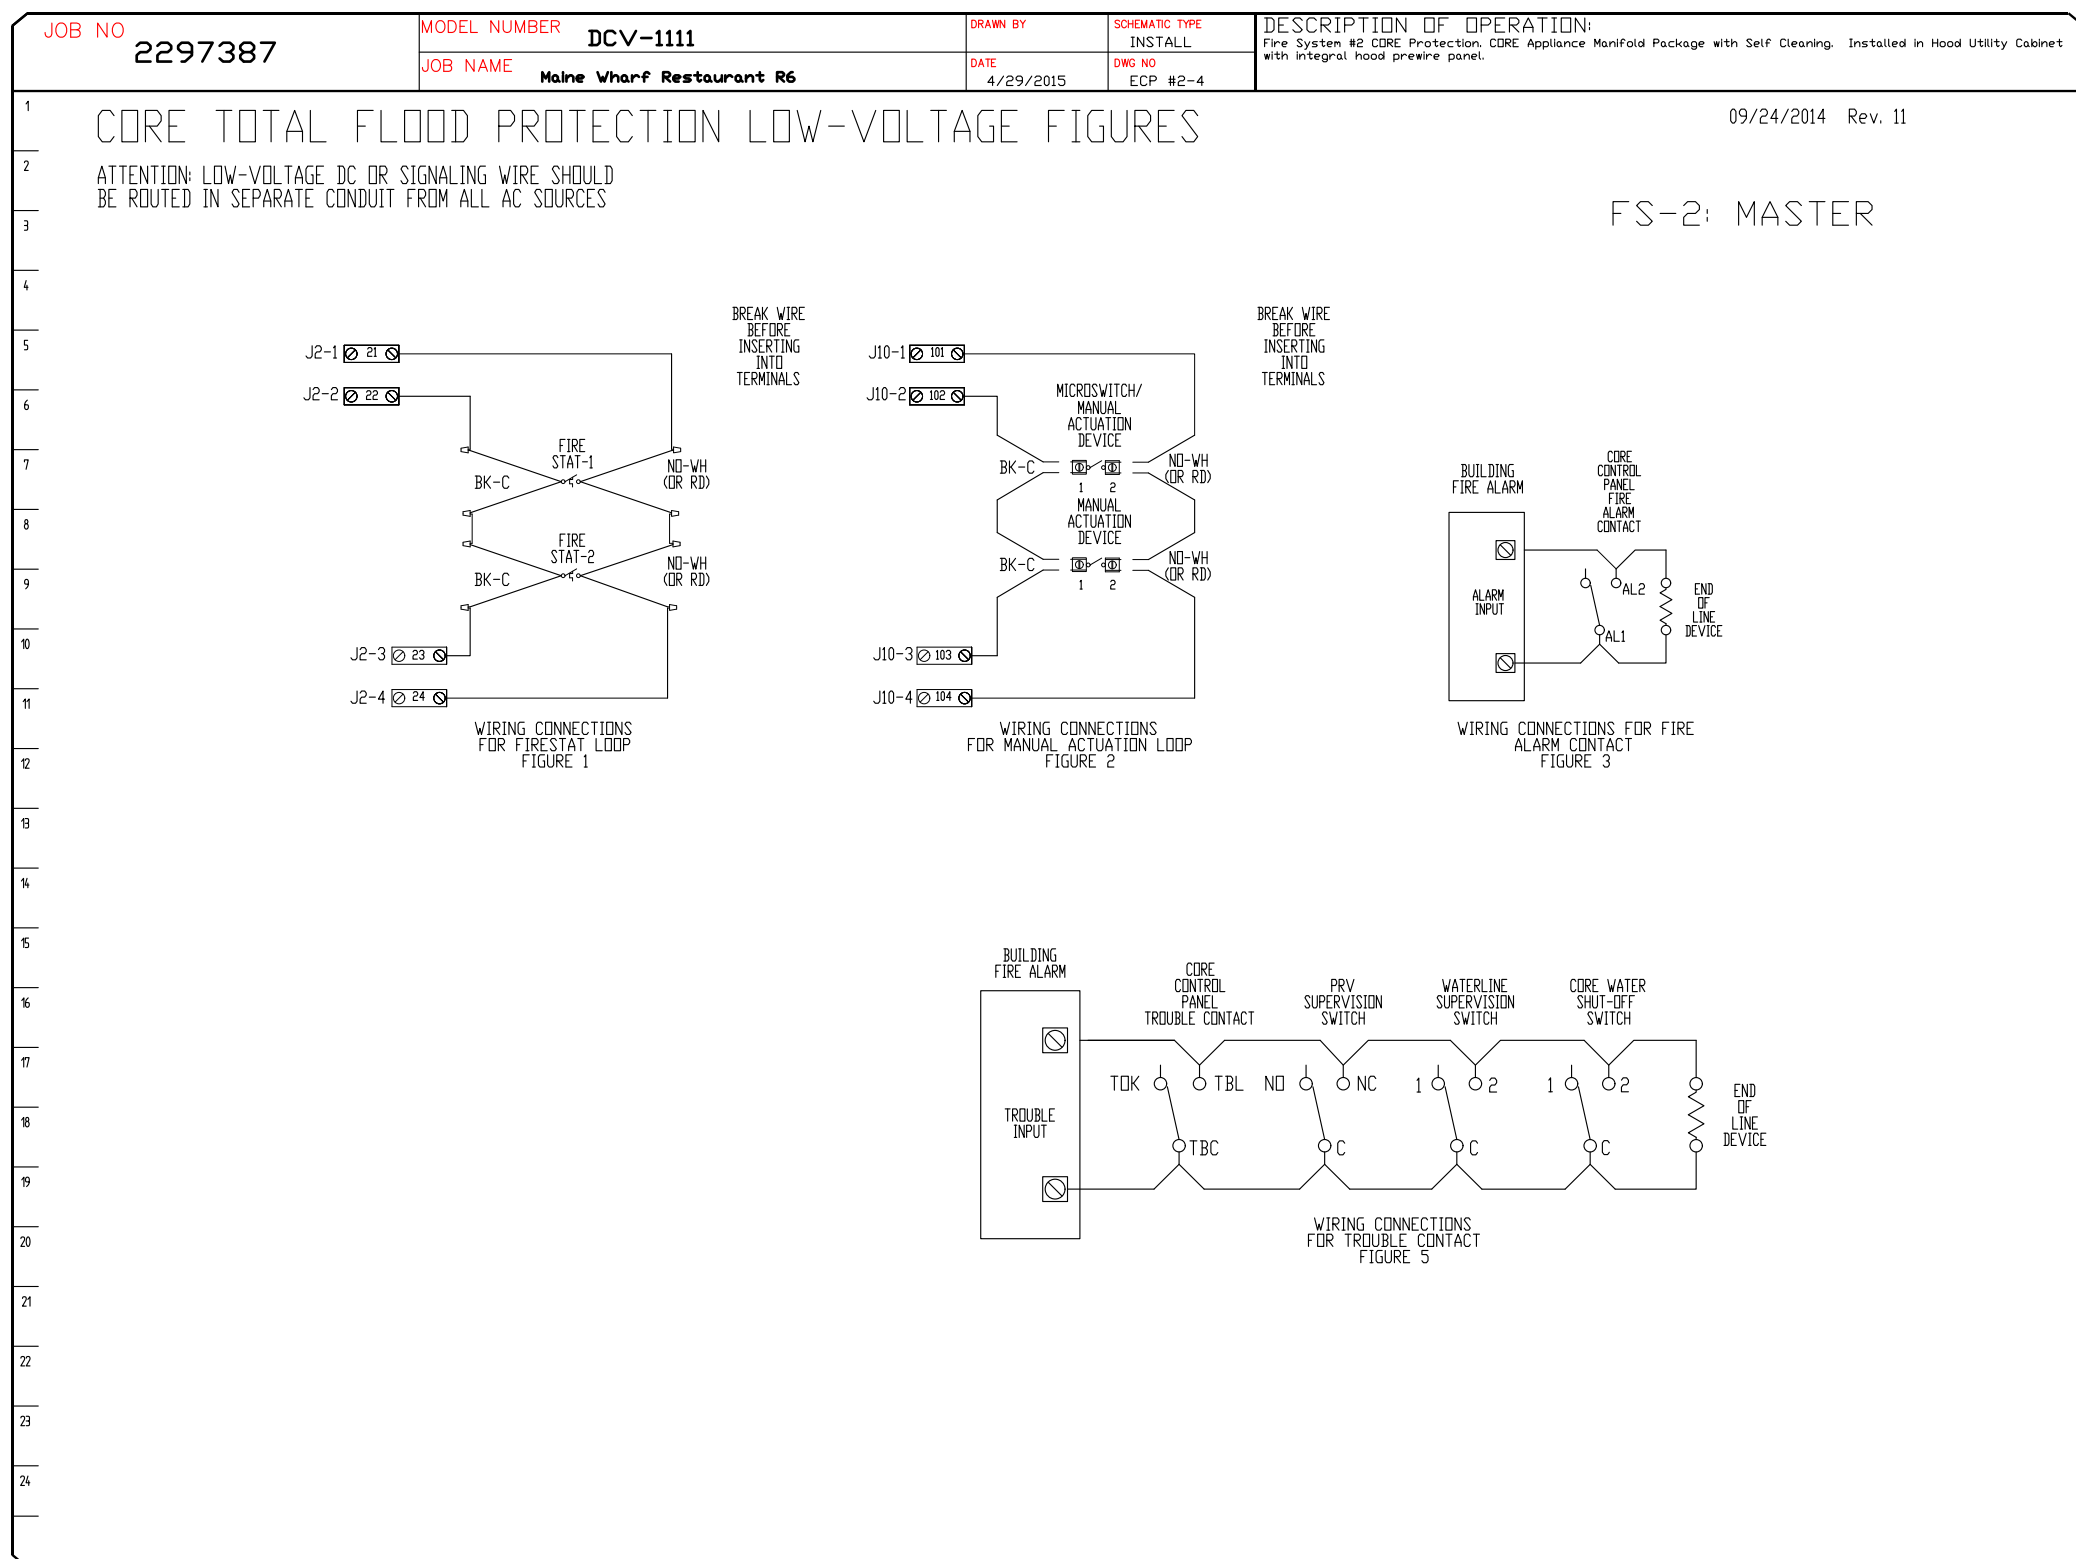 JOB NO
2297387
MODEL NUMBER
DCV-1111
JOB NAME
Maine Wharf Restaurant R6
DRAWN BY
DATE
4/29/2015
SCHEMATIC TYPE
INSTALL
DWG NO
ECP #2-4
DESCRIPTION OF OPERATION:
Fire System #2 CORE Protection. CORE Appliance Manifold Package with Self Cleaning. Installed in Hood Utility Cabinet
with integral hood prewire panel.
1
2
3
4
5
6
7
8
9
10
11
12
13
14
15
16
17
18
19
20
21
22
23
24
CORE TOTAL FLOOD PROTECTION LOW-VOLTAGE FIGURES
09/24/2014 Rev. 11
ATTENTION: LOW-VOLTAGE DC OR SIGNALING WIRE SHOULD
BE ROUTED IN SEPARATE CONDUIT FROM ALL AC SOURCES
FS-2: MASTER
BREAK WIRE
BEFORE
INSERTING
INTO
TERMINALS
J2-1
21
J2-2
22
FIRE
STAT-1
BK-C
NO-WH
(OR RD)
FIRE
STAT-2
BK-C
NO-WH
(OR RD)
J2-3
23
J2-4
24
WIRING CONNECTIONS
FOR FIRESTAT LOOP
FIGURE 1
BREAK WIRE
BEFORE
INSERTING
INTO
TERMINALS
J10-1
101
J10-2
102
MICROSWITCH/
MANUAL
ACTUATION
DEVICE
BK-C
NO-WH
(OR RD)
1 2
MANUAL
ACTUATION
DEVICE
BK-C
NO-WH
(OR RD)
1 2
J10-3
103
J10-4
104
WIRING CONNECTIONS
FOR MANUAL ACTUATION LOOP
FIGURE 2
BUILDING
FIRE ALARM
CORE
CONTROL
PANEL
FIRE
ALARM
CONTACT
ALARM
INPUT
AL2
AL1
END
OF
LINE
DEVICE
WIRING CONNECTIONS FOR FIRE
ALARM CONTACT
FIGURE 3
BUILDING
FIRE ALARM
CORE
CONTROL
PANEL
TROUBLE CONTACT
PRV
SUPERVISION
SWITCH
WATERLINE
SUPERVISION
SWITCH
CORE WATER
SHUT-OFF
SWITCH
TROUBLE
INPUT
TOK
TBL
NO
NC
1
2
1
2
TBC
C
C
C
END
OF
LINE
DEVICE
WIRING CONNECTIONS
FOR TROUBLE CONTACT
FIGURE 5